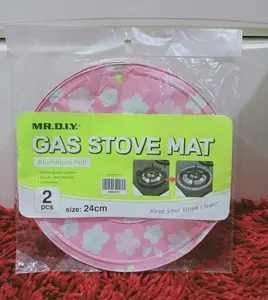 MR.D.I.Y.
GAS STOVE MAT
Aluminium Foil
2
pcs
size: 24cm
Keep your stove clean!